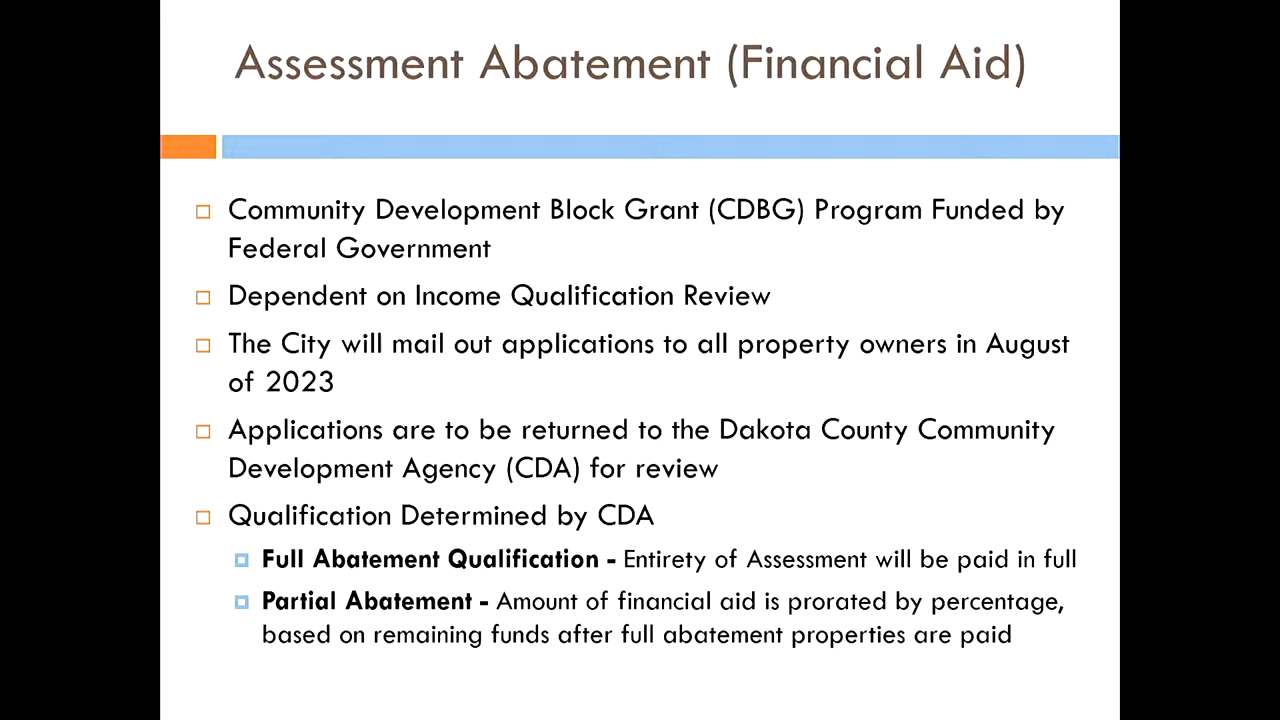 Assessment Abatement (Financial Aid)
Community Development Block Grant (CDBG) Program Funded by
Federal Government
Dependent on Income Qualification Review
The City will mail out applications to all property owners in August
of 2023
Applications are to be returned to the Dakota County Community
Development Agency (CDA) for review
Qualification Determined by CDA
Full Abatement Qualification - Entirety of Assessment will be paid in full
Partial Abatement - Amount of financial aid is prorated by percentage,
based on remaining funds after full abatement properties are paid